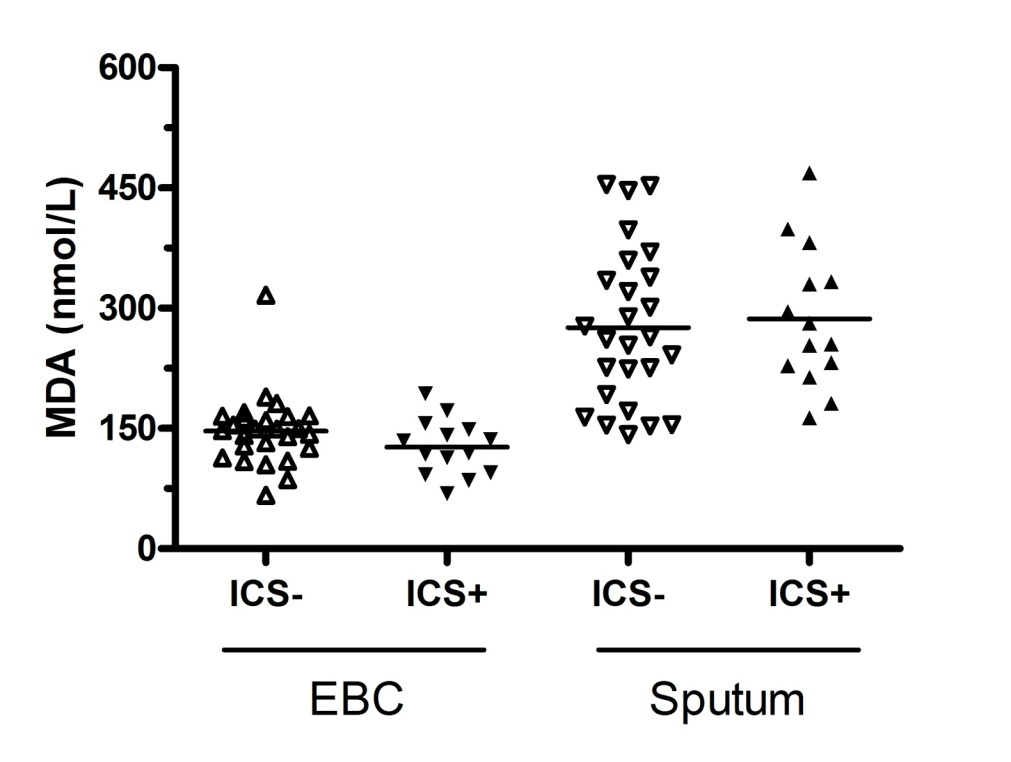 600
450
300
150
0
MDA (nmol/L)
ICS- ICS+ ICS- ICS+
EBC Sputum